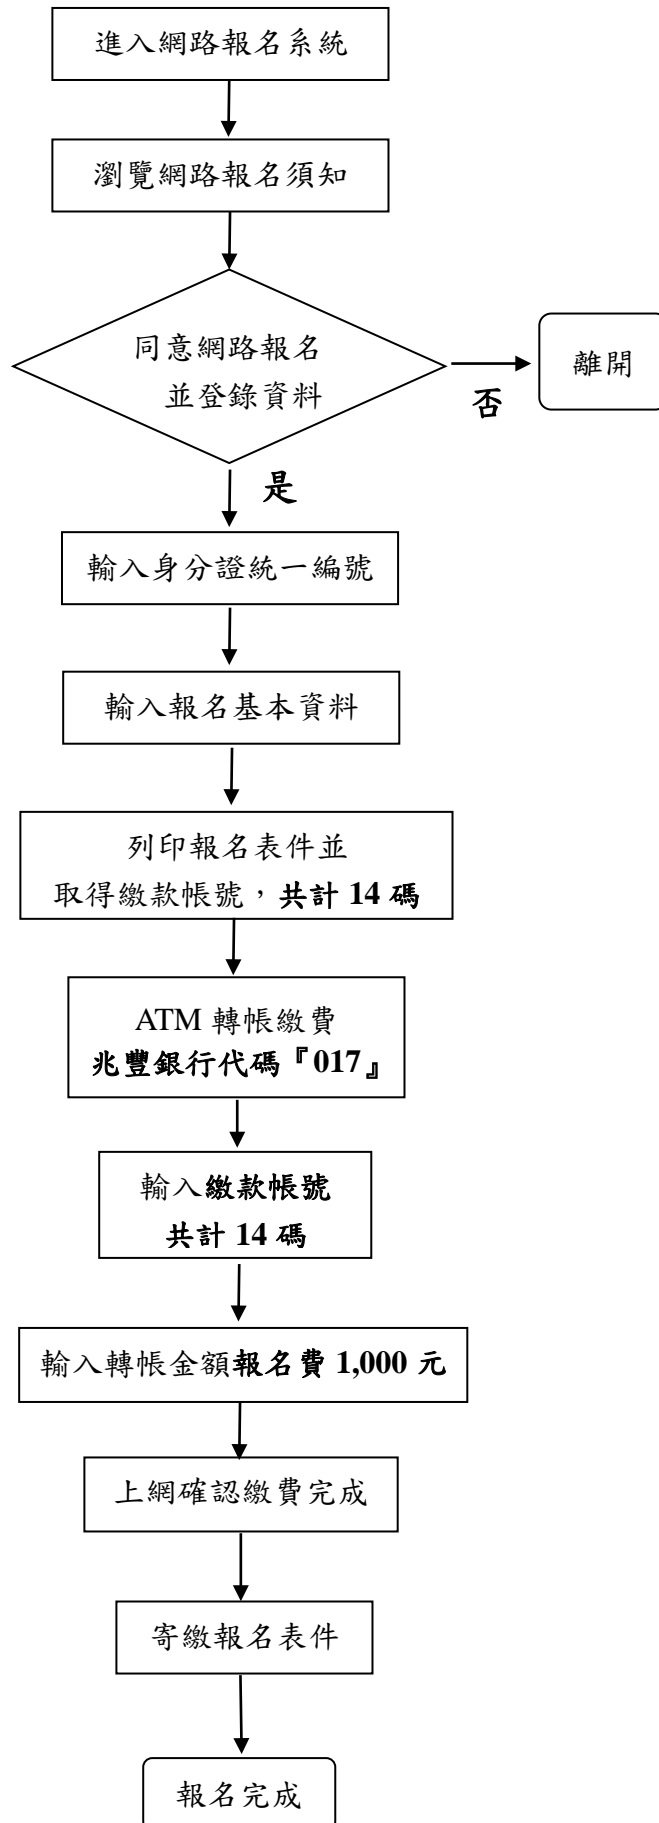 進入網路報名系統
瀏覽網路報名須知
同意網路報名
並登錄資料
否
離開
是
輸入身分證統一編號
輸入報名基本資料
列印報名表件並
取得繳款帳號，共計 14 碼
ATM 轉帳繳費
兆豐銀行代碼『017』
輸入繳款帳號
共計 14 碼
輸入轉帳金額報名費 1,000 元
上網確認繳費完成
寄繳報名表件
報名完成